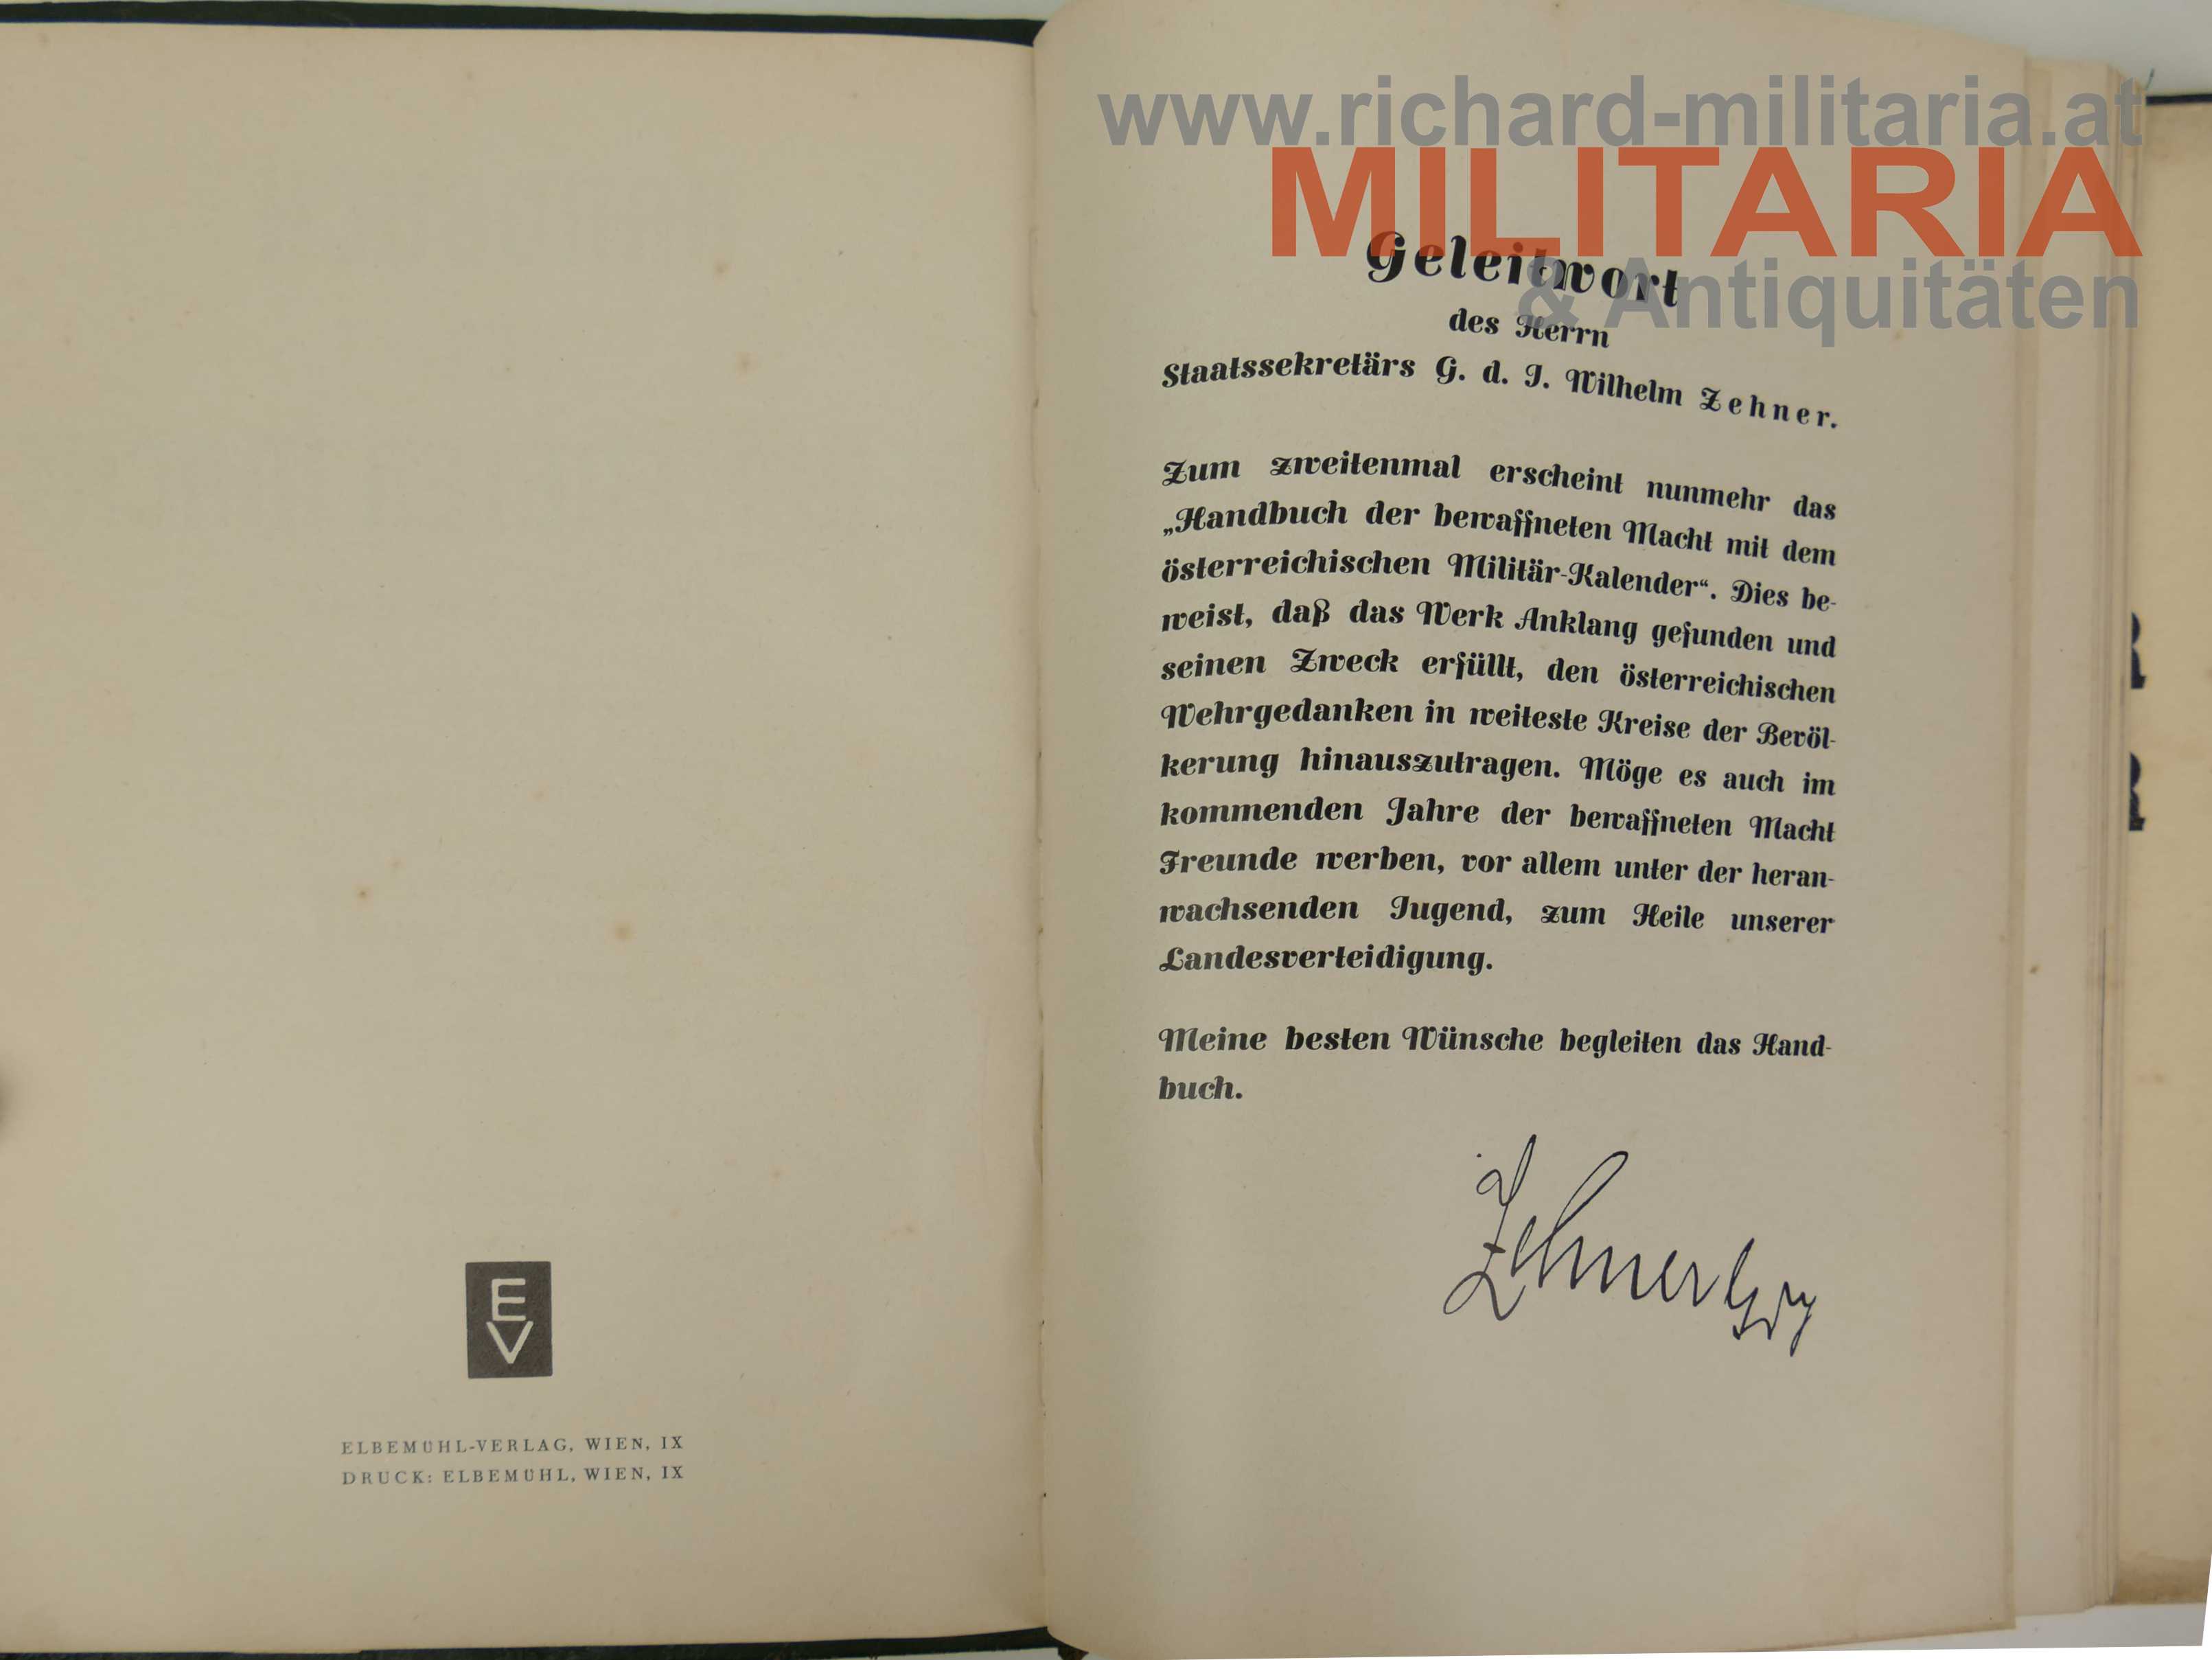 E
V
ELBEMÜHL-VERLAG, WIEN, IX
DRUCK: ELBEMÜHL, WIEN, IX
www.richard-militaria.at
MILITARIA
& Antiquitäten
Geleitwort
des Herrn
Staatssekretärs G. d. I. Wilhelm Zehner.
Zum zweitenmal erscheint nunmehr das
„Handbuch der bewaffneten Macht mit dem
österreichischen Militär-Kalender“. Dies be-
weist, daß das Werk Anklang gefunden und
seinen Zweck erfüllt, den österreichischen
Wehrgedanken in weiteste Kreise der Bevöl-
kerung hinauszutragen. Möge es auch im
kommenden Jahre der bewaffneten Macht
Freunde werben, vor allem unter der heran-
wachsenden Jugend, zum Heile unserer
Landesverteidigung.
Meine besten Wünsche begleiten das Hand-
buch.
Zehner